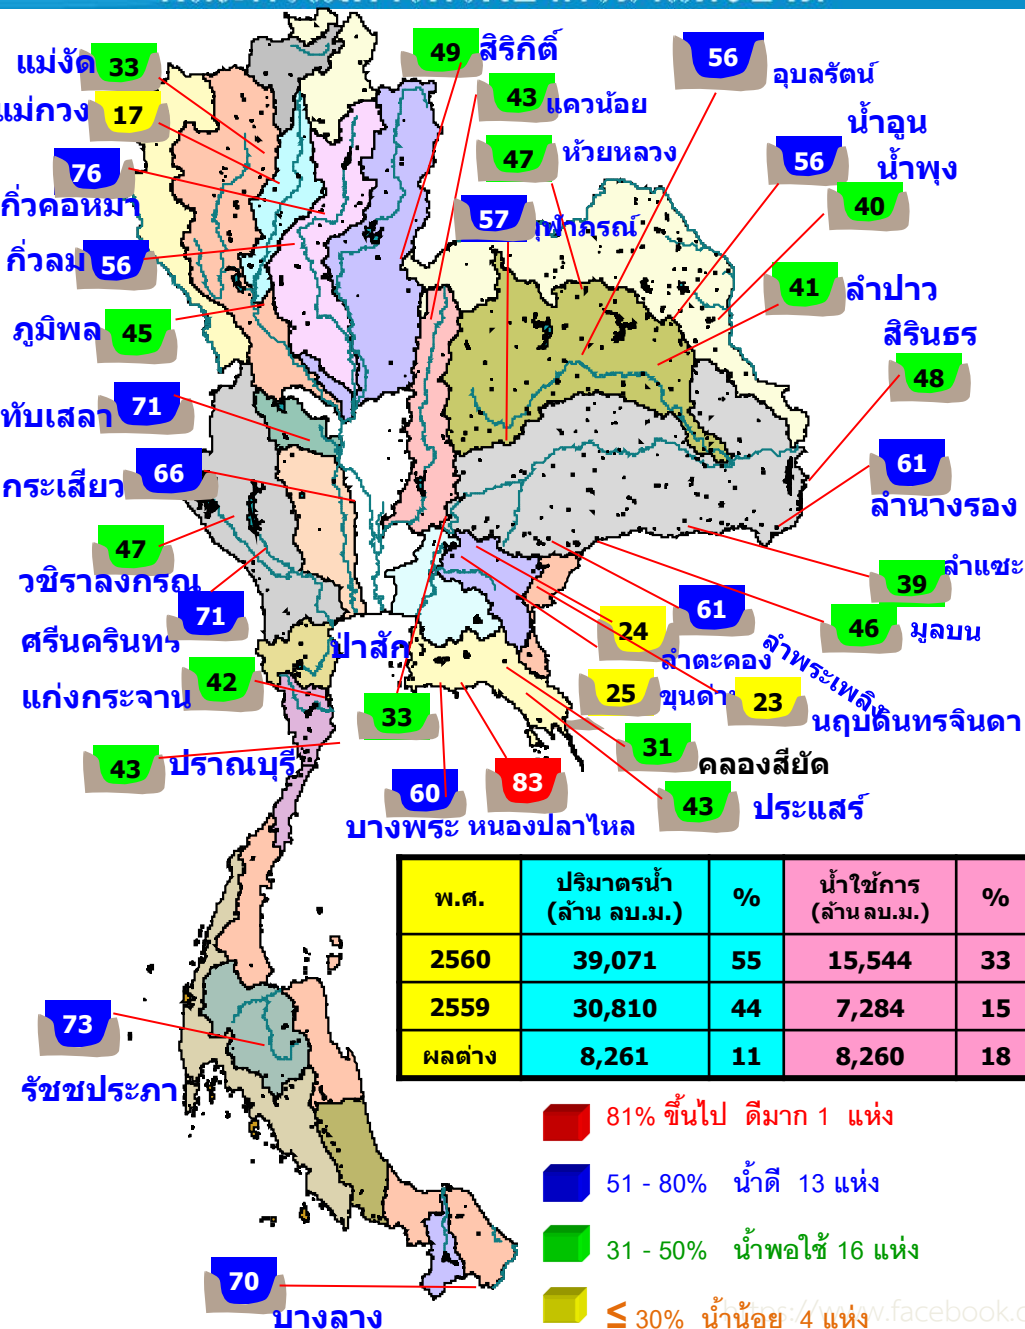 แม่งัด 33
แม่กวง 17
76
กิ่วคอหมา
กิ่วลม 56
ภูมิพล 45
ทับเสลา 71
กระเสียว 66
47
วชิราลงกรณ
71
ศรีนครินทร
แก่งกระจาน 42
43 ปราณบุรี
49 สิริกิติ์
43 แควน้อย
47 ห้วยหลวง
57 จุฬาภรณ์
56 อุบลรัตน์
น้ำอูน
56
น้ำพุง
40
41 ลำปาว
สิรินธร
48
61
ลำนางรอง
ลำแซะ
39
46 มูลบน
61
ลำพระเพลิง
24
ลำตะคอง
25 ขุนด่าน
23
นฤบดินทรจินดา
ป่าสัก
33
31
คลองสียัด
43 ประแสร์
60
บางพระ
83
หนองปลาไหล
73
รัชชประภา
70
บางลาง
พ.ศ. ปริมาตรน้ำ (ล้าน ลบ.ม.) % น้ำใช้การ (ล้าน ลบ.ม.) %
2560 39,071 55 15,544 33
2559 30,810 44 7,284 15
ผลต่าง 8,261 11 8,260 18
81% ขึ้นไป ดีมาก 1 แห่ง
51 - 80% น้ำดี 13 แห่ง
31 - 50% น้ำพอใช้ 16 แห่ง
≤ 30% น้ำน้อย 4 แห่ง
https://www.facebook.c